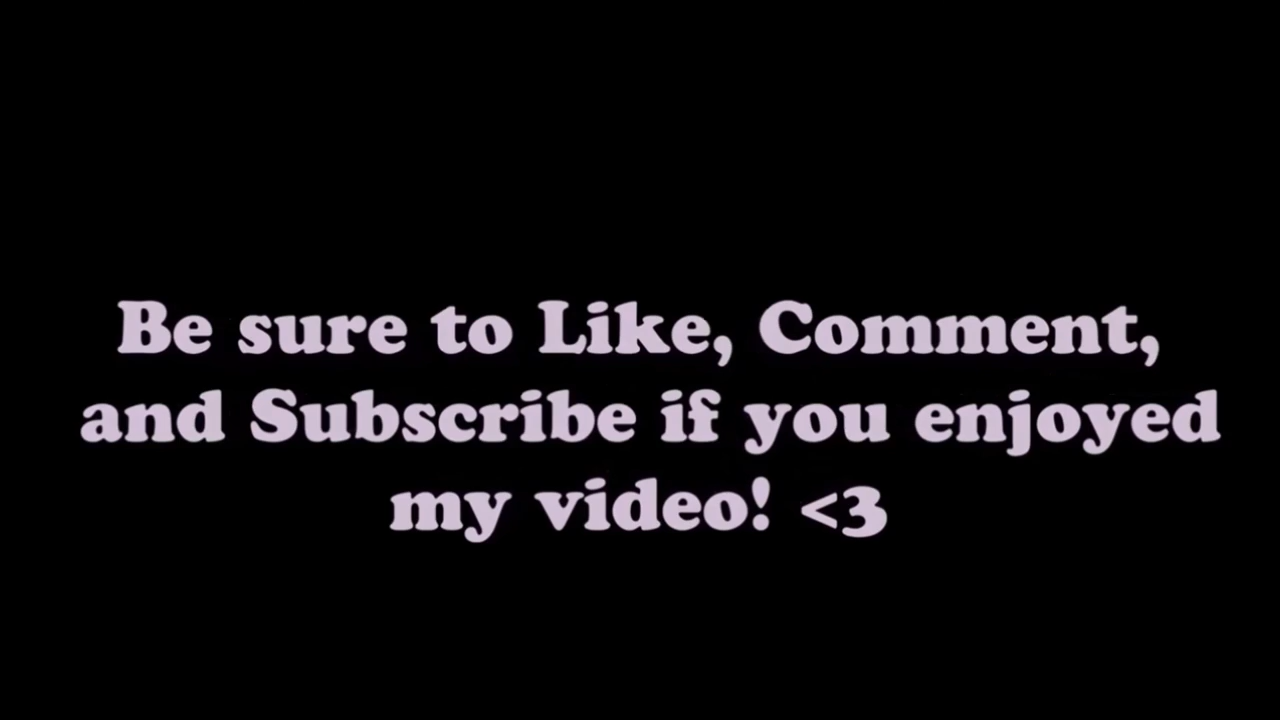 Be sure to Like, Comment,
and Subscribe if you enjoyed
my video! <3